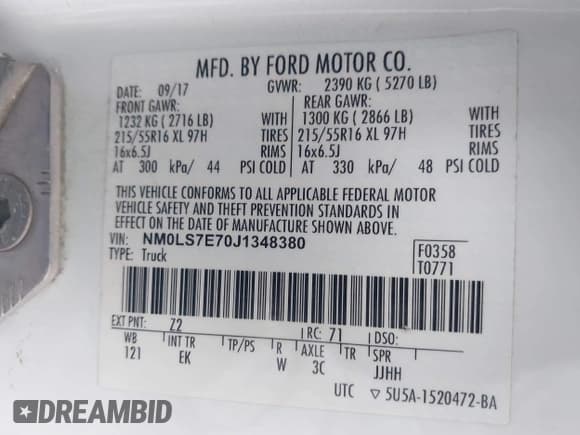 MFD. BY FORD MOTOR CO.
DATE: 09/17 GVWR: 2390 KG ( 5270 LB)
FRONT GAWR: REAR GAWR:
1232 KG ( 2716 LB) WITH 1300 KG ( 2866 LB) WITH
215/55R16 XL 97H TIRES 215/55R16 XL 97H TIRES
16x6.5J RIMS 16x6.5J RIMS
AT 300 kPa/ 44 PSI COLD AT 330 kPa/ 48 PSI COLD
THIS VEHICLE CONFORMS TO ALL APPLICABLE FEDERAL MOTOR
VEHICLE SAFETY AND THEFT PREVENTION STANDARDS IN
EFFECT ON THE DATE OF MANUFACTURE SHOWN ABOVE.
VIN: NM0LS7E70J1348380
TYPE: Truck
F0358
T0771
EXT PNT: Z2 RC: 71 DSO:
WB INT TR TP/PS R AXLE TR SPR
121 EK W 3C JJHH
UTC ▽ 5U5A-1520472-BA
DREAMBID